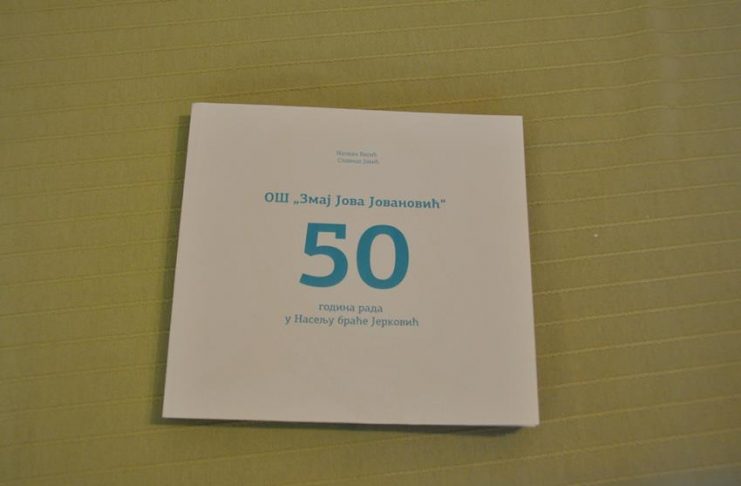 ОШ „Змај Јова Јовановић“
50
година рада
у Насељу браће Јерковић